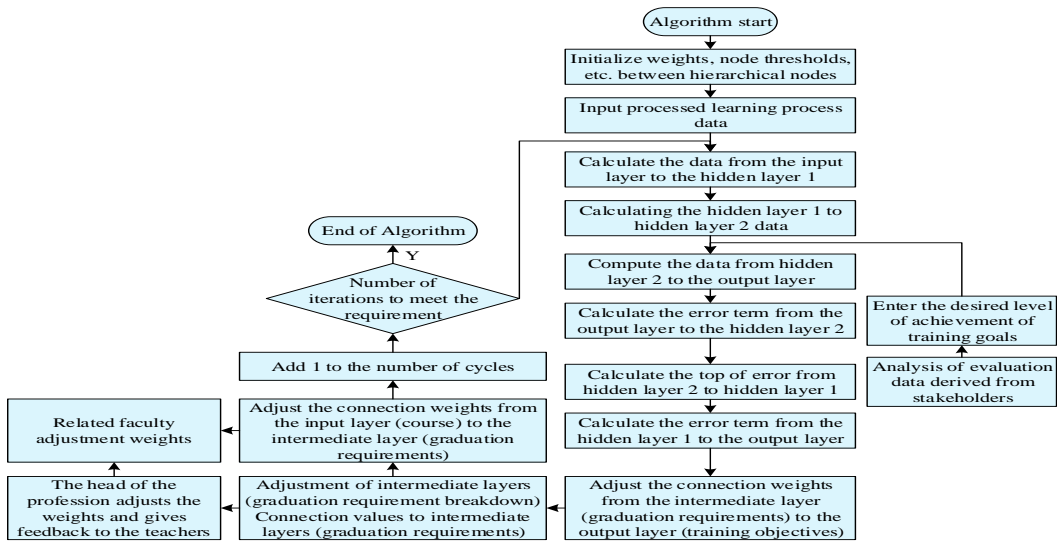 Algorithm start
Initialize weights, node thresholds,
etc. between hierarchical nodes
Input processed learning process
data
Calculate the data from the input
layer to the hidden layer 1
Calculating the hidden layer 1 to
hidden layer 2 data
Compute the data from hidden
layer 2 to the output layer
Calculate the error term from the
output layer to the hidden layer 2
Calculate the top of error from
hidden layer 2 to hidden layer 1
Calculate the error term from the
hidden layer 1 to the output layer
Adjust the connection weights
from the intermediate layer
(graduation requirements) to the
output layer (training objectives)
Enter the desired level
of achievement of
training goals
Analysis of evaluation
data derived from
stakeholders
Adjustment of intermediate layers
(graduation requirement breakdown)
Connection values to intermediate
layers (graduation requirements)
The head of the
profession adjusts the
weights and gives
feedback to the teachers
Related faculty
adjustment weights
Adjust the connection weights from
the input layer (course) to the
intermediate layer (graduation
requirements)
Add 1 to the number of cycles
Number of
iterations to meet the
requirement
Y
End of Algorithm